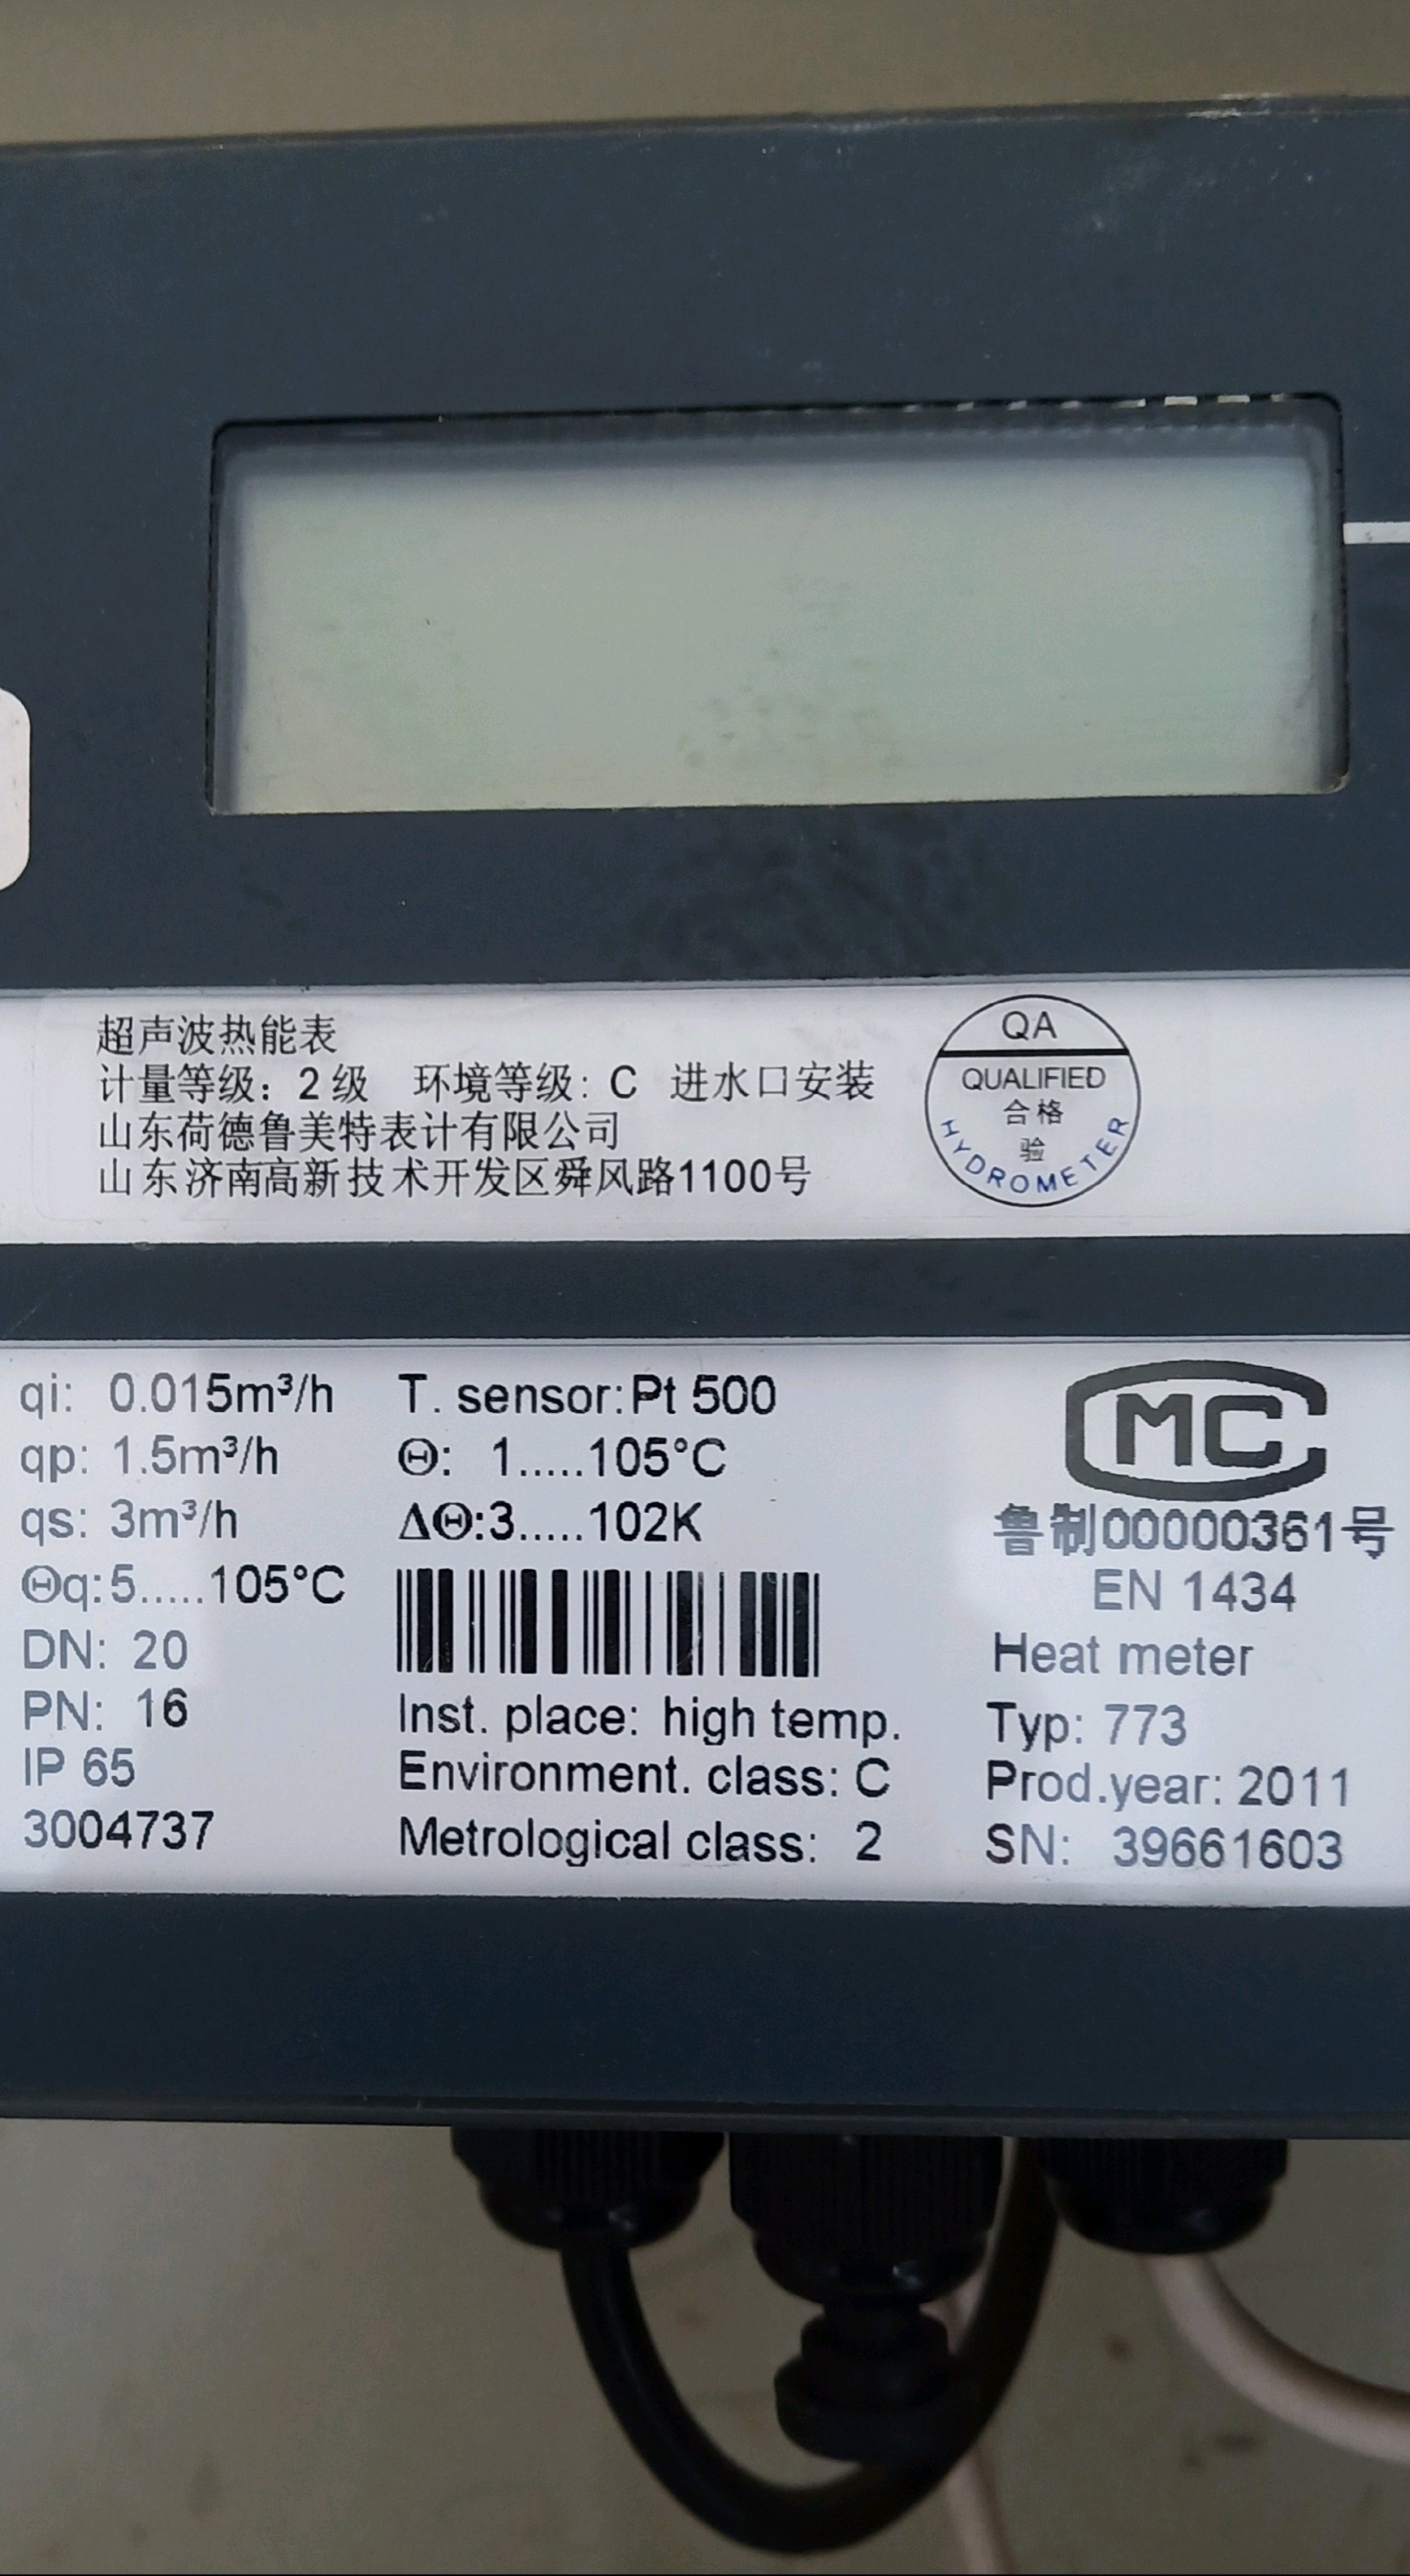 超声波热能表
计量等级：2级 环境等级：C 进水口安装
山东荷德鲁美特表计有限公司
山东济南高新技术开发区舜风路1100号
QA
QUALIFIED
合格
验
HYDROMETER
qi: 0.015m³/h
qp: 1.5m³/h
qs: 3m³/h
Θq:5.....105°C
DN: 20
PN: 16
IP 65
3004737
T. sensor:Pt 500
Θ: 1.....105°C
ΔΘ:3.....102K
Inst. place: high temp.
Environment. class: C
Metrological class: 2
MC
鲁制00000361号
EN 1434
Heat meter
Typ: 773
Prod.year: 2011
SN: 39661603